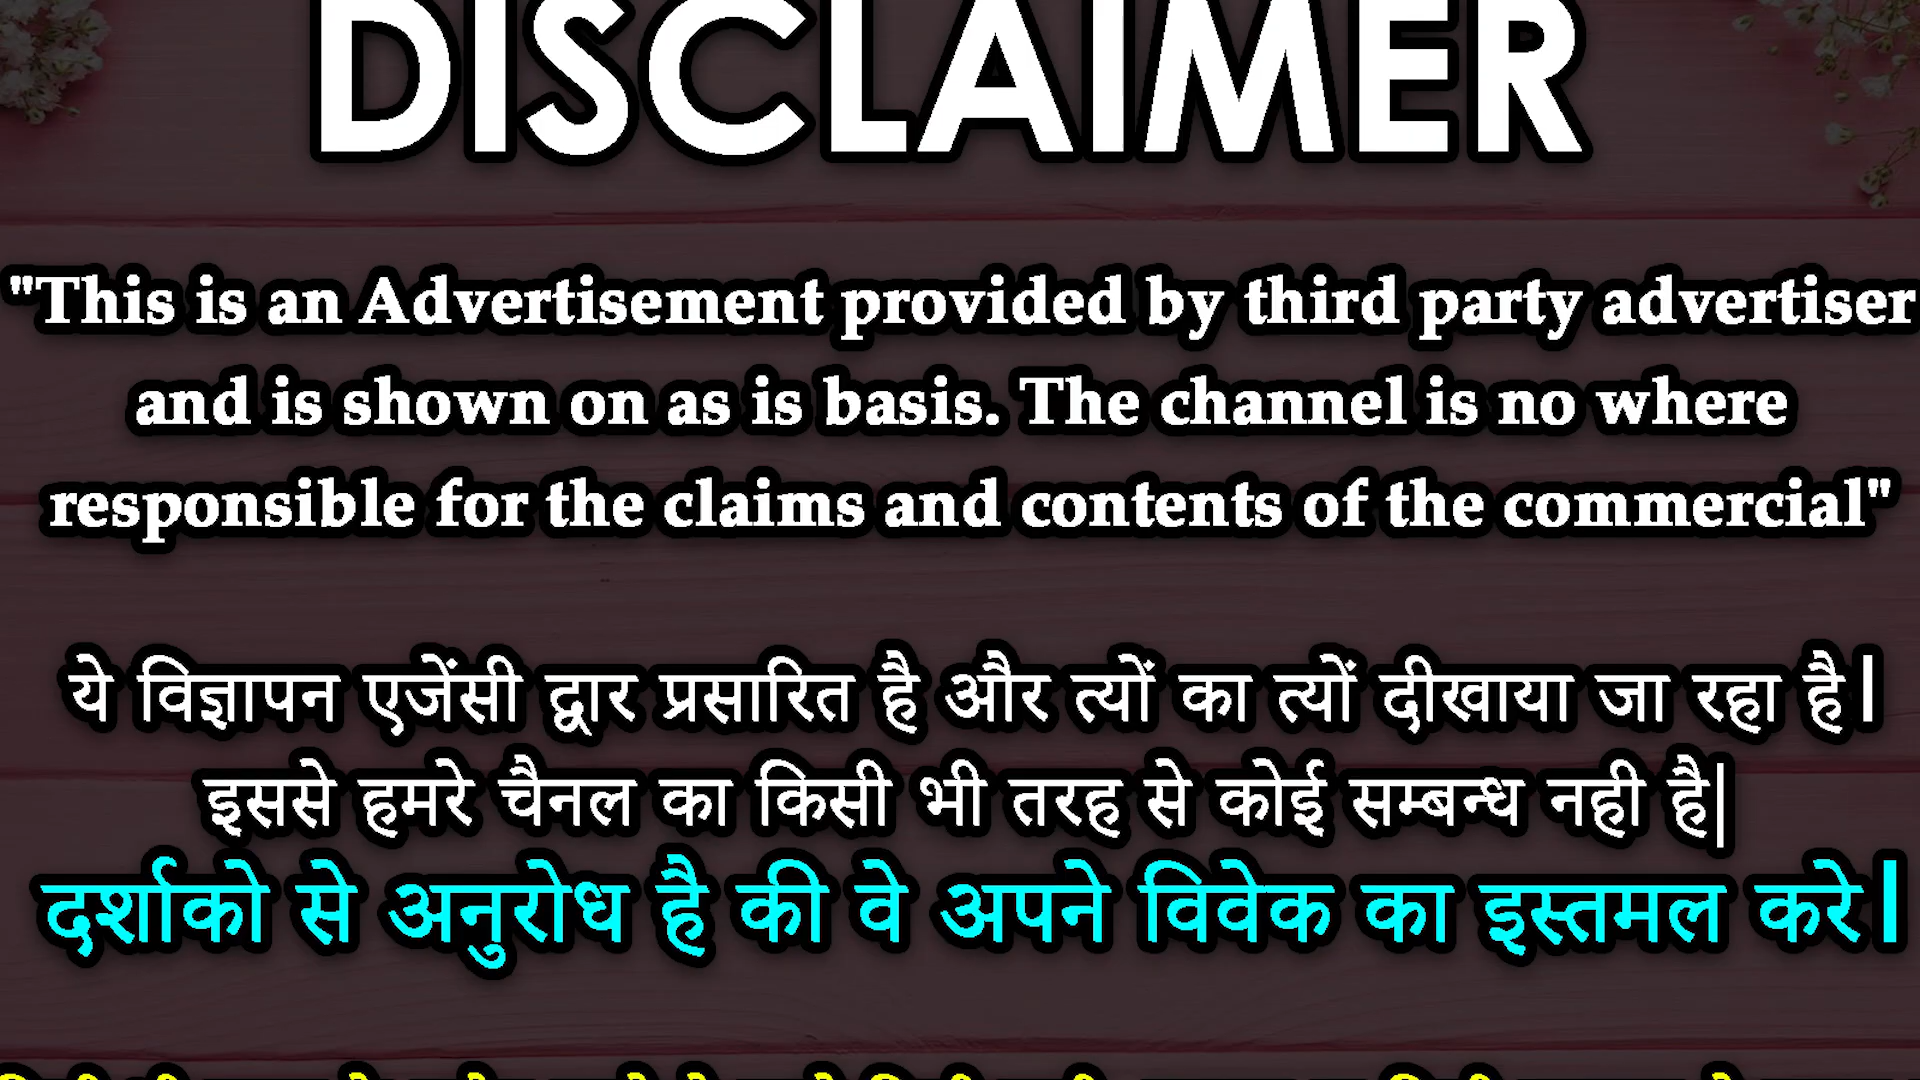 DISCLAIMER
"This is an Advertisement provided by third party advertiser
and is shown on as is basis. The channel is no where
responsible for the claims and contents of the commercial"
ये विज्ञापन एजेंसी द्वार प्रसारित है और त्यों का त्यों दीखाया जा रहा है|
इससे हमरे चैनल का किसी भी तरह से कोई सम्बन्ध नही है|
दर्शाको से अनुरोध है की वे अपने विवेक का इस्तमल करे|